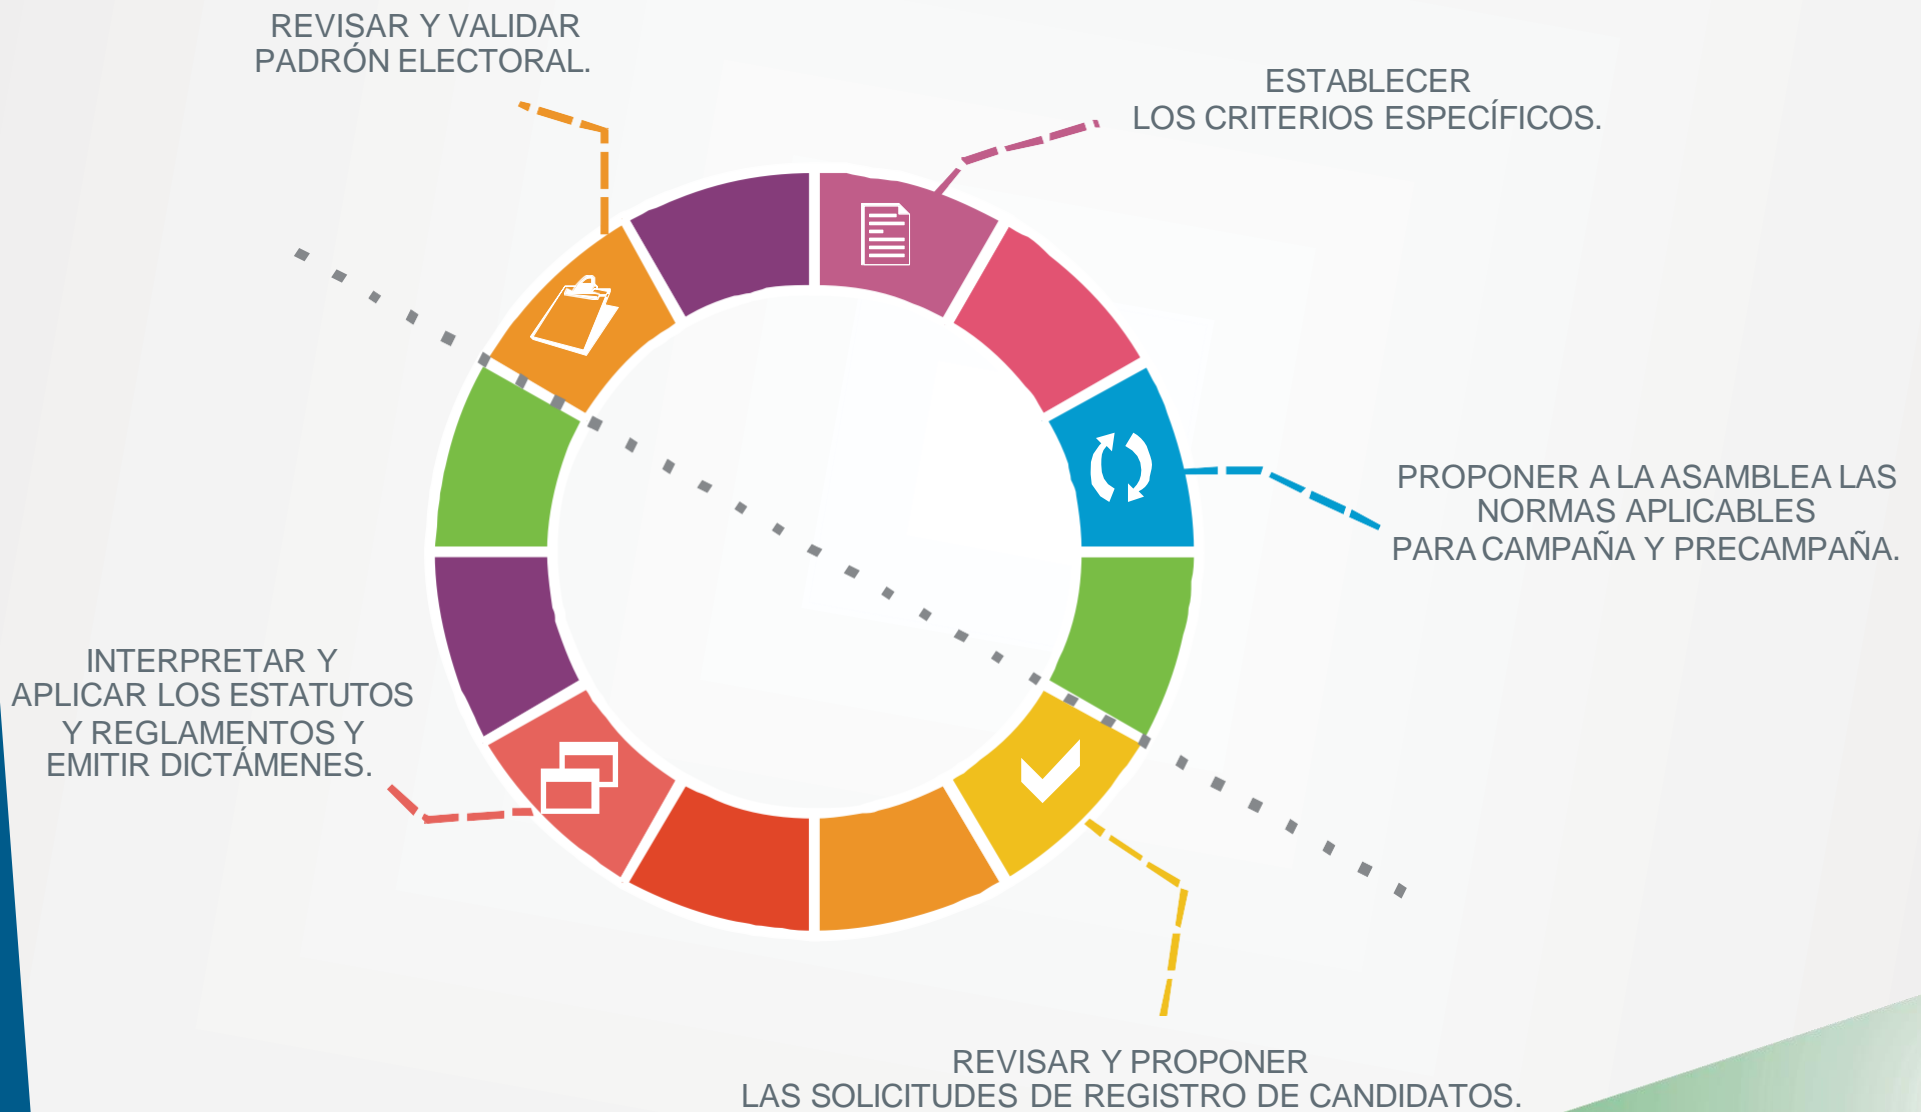 REVISAR Y VALIDAR
PADRÓN ELECTORAL.
ESTABLECER
LOS CRITERIOS ESPECÍFICOS.
PROPONER A LA ASAMBLEA LAS
NORMAS APLICABLES
PARA CAMPAÑA Y PRECAMPAÑA.
INTERPRETAR Y
APLICAR LOS ESTATUTOS
Y REGLAMENTOS Y
EMITIR DICTÁMENES.
REVISAR Y PROPONER
LAS SOLICITUDES DE REGISTRO DE CANDIDATOS.